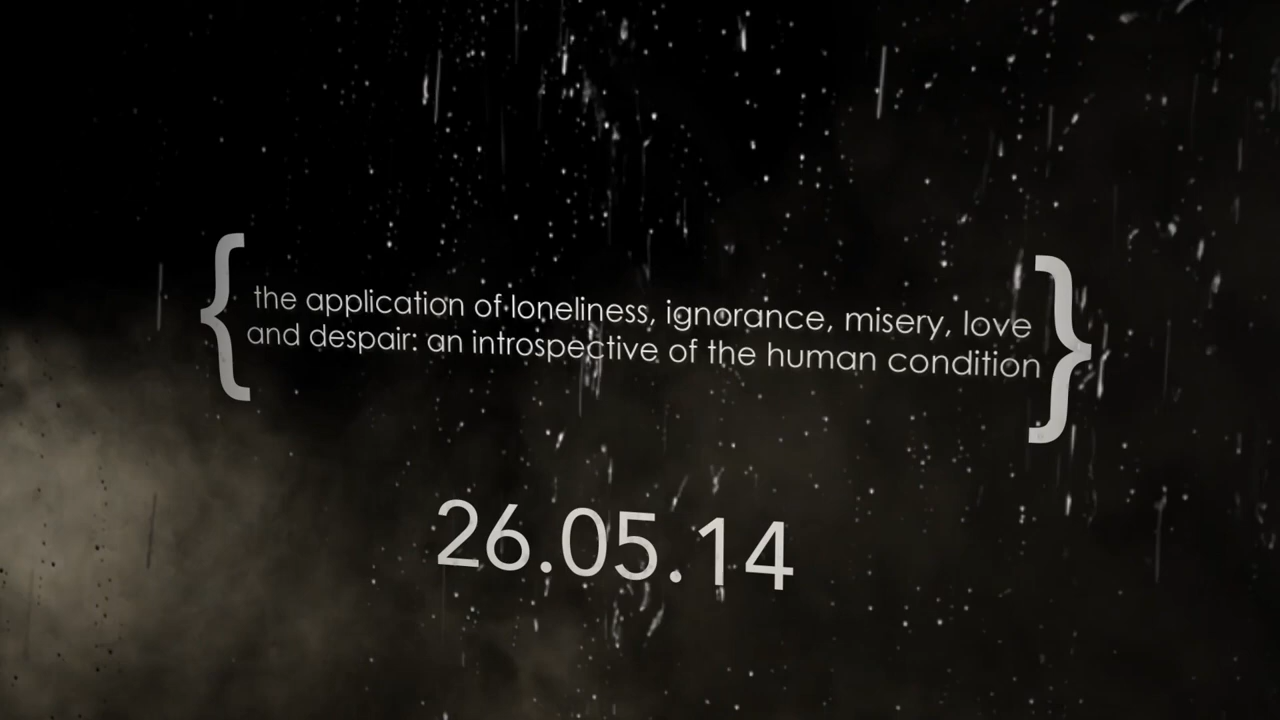 { the application of loneliness, ignorance, misery, love
and despair: an introspective of the human condition }
26.05.14